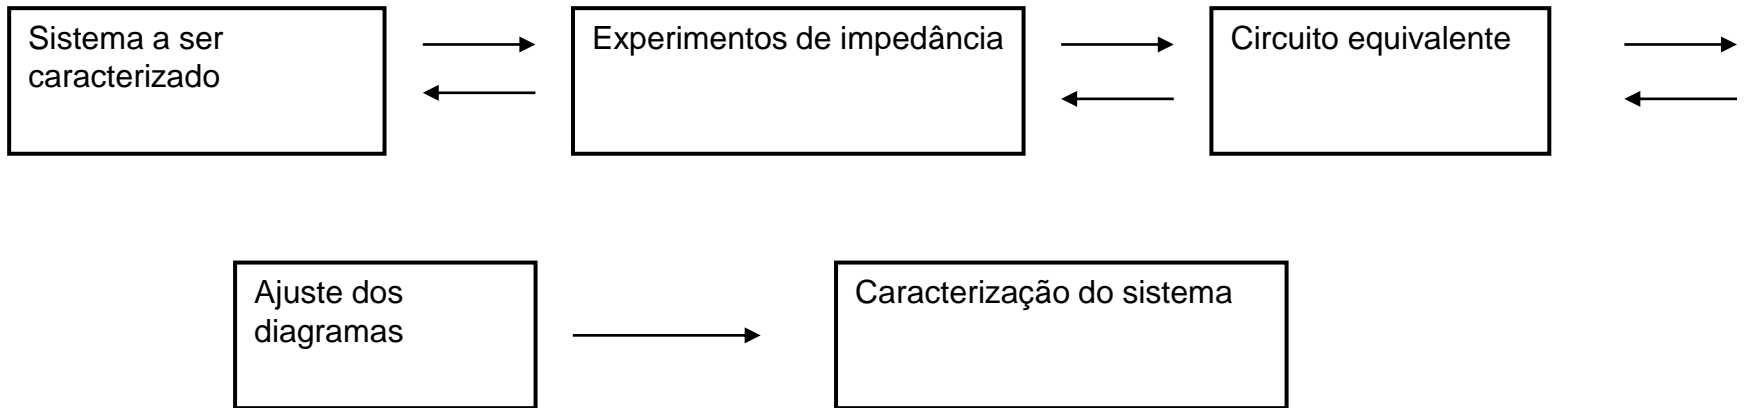 Sistema a ser
caracterizado
Experimentos de impedância
Circuito equivalente
Ajuste dos
diagramas
Caracterização do sistema